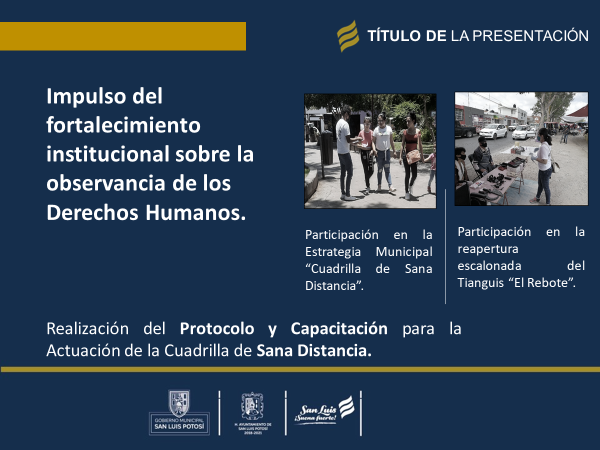 TÍTULO DE LA PRESENTACIÓN
Impulso del
fortalecimiento
institucional sobre la
observancia de los
Derechos Humanos.
Participación en la
Estrategia Municipal
“Cuadrilla de Sana
Distancia”.
Participación en la
reapertura
escalonada del
Tianguis “El Rebote”.
Realización del Protocolo y Capacitación para la
Actuación de la Cuadrilla de Sana Distancia.
GOBIERNO MUNICIPAL
SAN LUIS POTOSÍ
H. AYUNTAMIENTO DE
SAN LUIS POTOSÍ
2018-2021
San Luis
¡Suena fuerte!